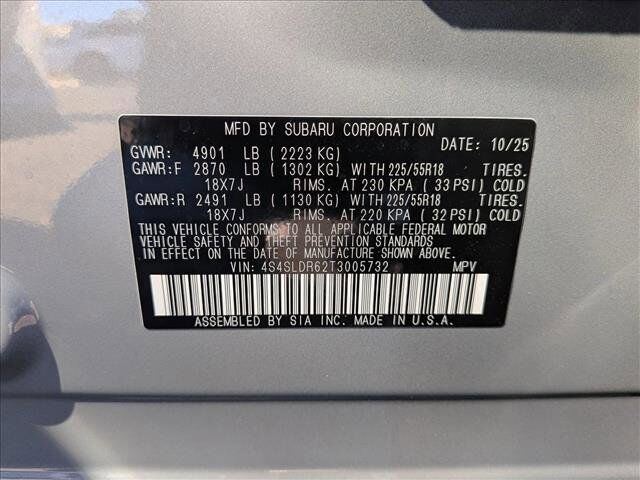 MFD BY SUBARU CORPORATION
DATE: 10/25
GVWR: 4901 LB ( 2223 KG)
GAWR:F 2870 LB ( 1302 KG) WITH 225/55R18 TIRES.
18X7J RIMS. AT 230 KPA ( 33 PSI) COLD
GAWR:R 2491 LB ( 1130 KG) WITH 225/55R18 TIRES.
18X7J RIMS. AT 220 KPA ( 32 PSI) COLD
THIS VEHICLE CONFORMS TO ALL APPLICABLE FEDERAL MOTOR
VEHICLE SAFETY AND THEFT PREVENTION STANDARDS
IN EFFECT ON THE DATE OF MANUFACTURE SHOWN ABOVE.
VIN: 4S4SLDR62T3005732 MPV
ASSEMBLED BY SIA INC. MADE IN U.S.A.